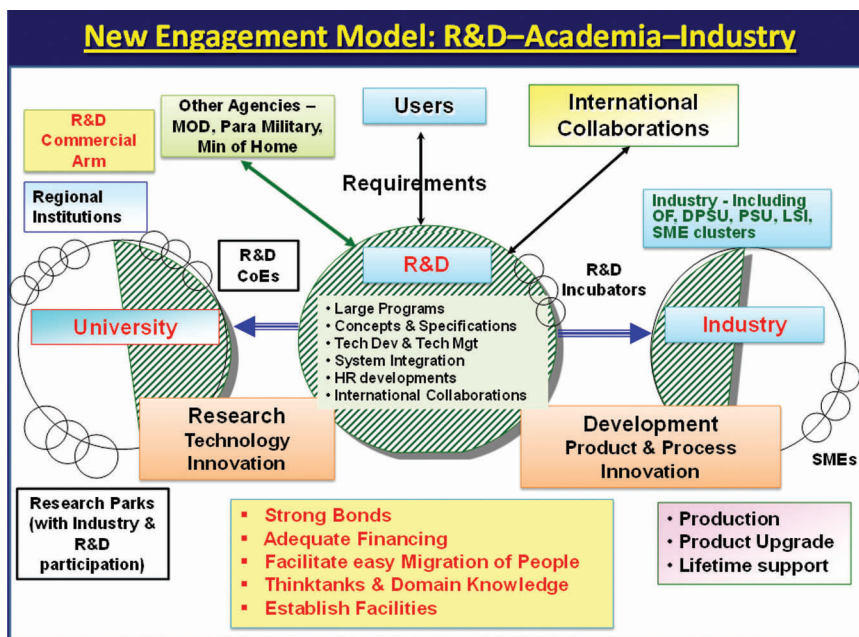 New Engagement Model: R&D–Academia–Industry
R&D
Commercial
Arm
Other Agencies –
MOD, Para Military,
Min of Home
Users
International
Collaborations
Requirements
Regional
Institutions
Industry - Including
OF, DPSU, PSU, LSI,
SME clusters
R&D
CoEs
R&D
R&D
Incubators
University
• Large Programs
• Concepts & Specifications
• Tech Dev & Tech Mgt
• System Integration
• HR developments
• International Collaborations
Industry
Research
Technology
Innovation
Development
Product & Process
Innovation
SMEs
Research Parks
(with Industry &
R&D
participation)
▪ Strong Bonds
▪ Adequate Financing
▪ Facilitate easy Migration of People
▪ Thinktanks & Domain Knowledge
▪ Establish Facilities
• Production
• Product Upgrade
• Lifetime support